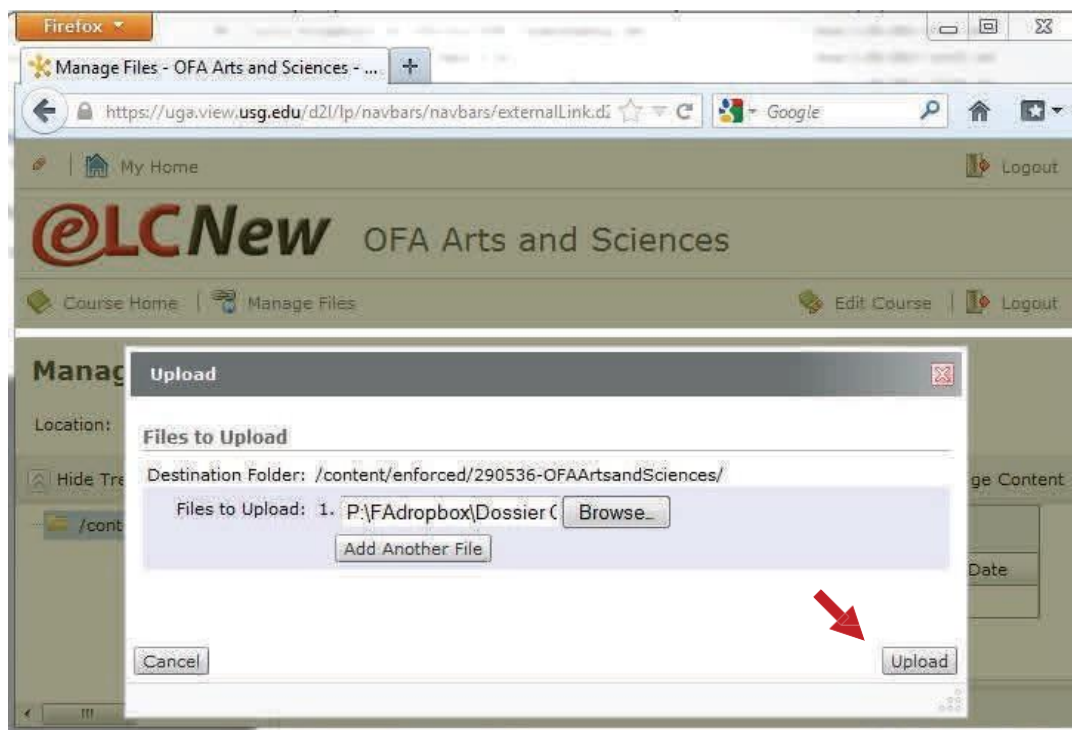 Firefox
Manage Files - OFA Arts and Sciences - ...
https://uga.view.usg.edu/d2l/lp/navbars/navbars/externalLink.d2
Google
My Home
Logout
eLCNew OFA Arts and Sciences
Course Home | Manage Files
Edit Course | Logout
Manag
Upload
Location:
Files to Upload
Hide Tre
Destination Folder: /content/enforced/290536-OFAArtsandSciences/
ge Content
/cont
Files to Upload: 1. P:\FAdropbox\Dossier Browse...
Add Another File
Date
Cancel
Upload